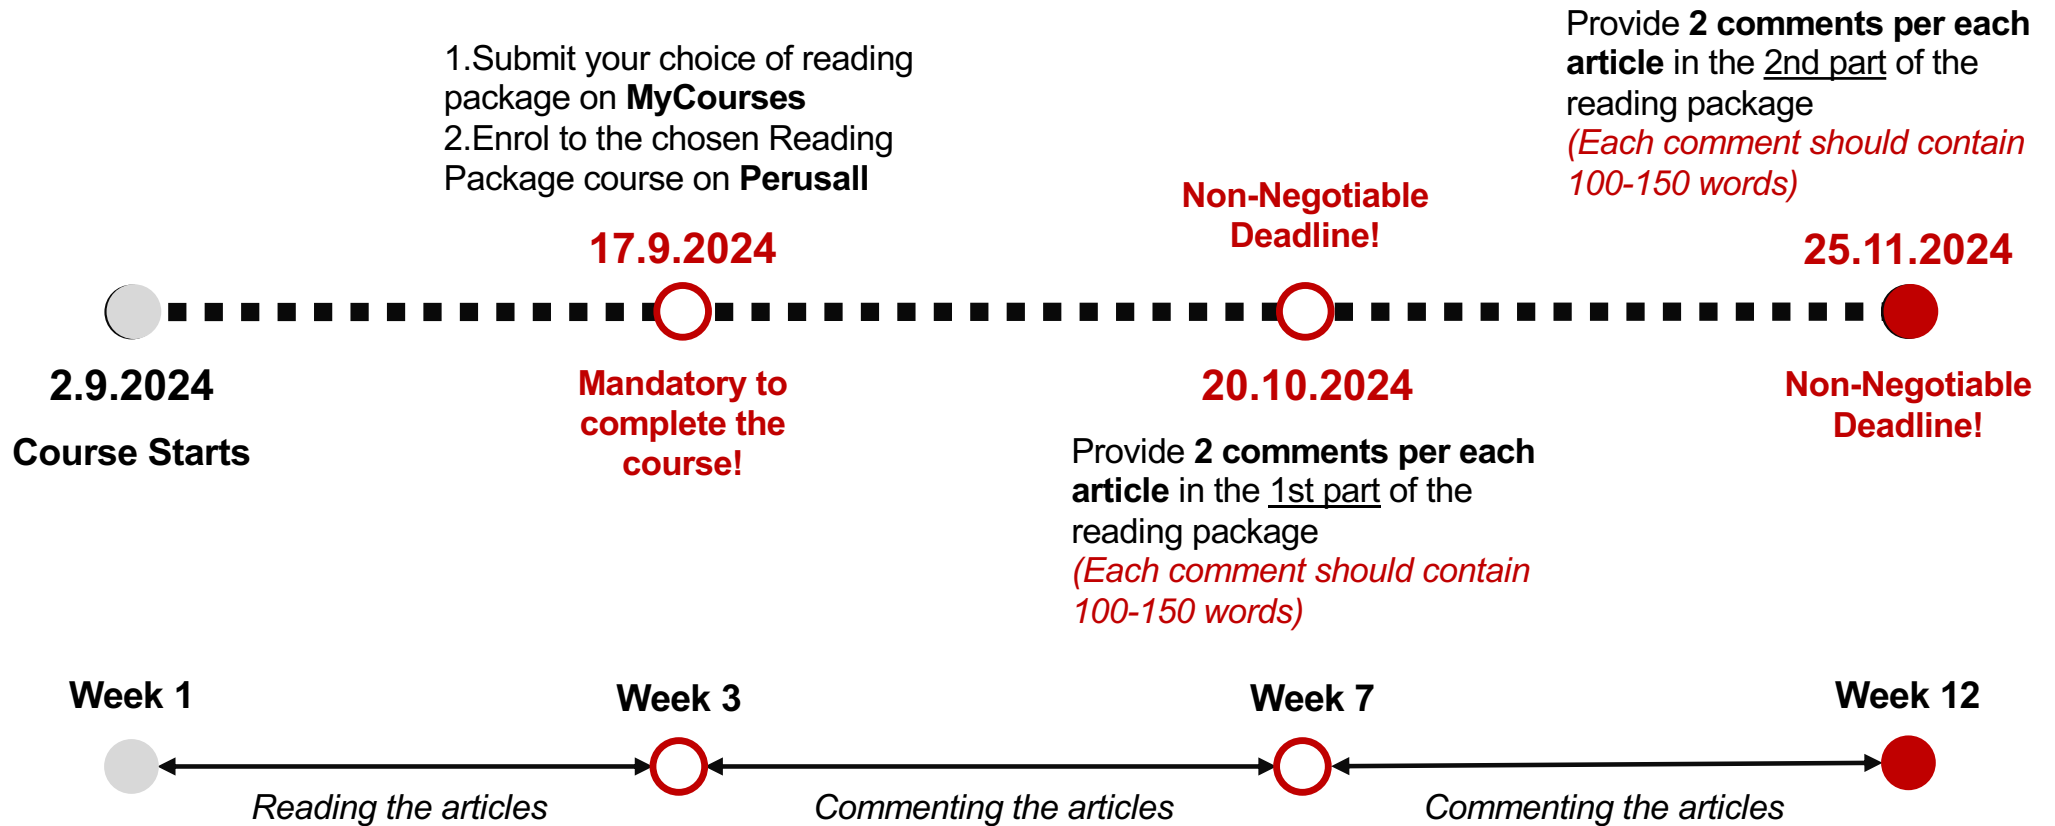 1.Submit your choice of reading
package on MyCourses
2.Enrol to the chosen Reading
Package course on Perusall
17.9.2024
Mandatory to
complete the
course!
2.9.2024
Course Starts
Non-Negotiable
Deadline!
20.10.2024
Provide 2 comments per each
article in the 1st part of the
reading package
(Each comment should contain
100-150 words)
Provide 2 comments per each
article in the 2nd part of the
reading package
(Each comment should contain
100-150 words)
25.11.2024
Non-Negotiable
Deadline!
Week 1
Week 3
Week 7
Week 12
Reading the articles
Commenting the articles
Commenting the articles